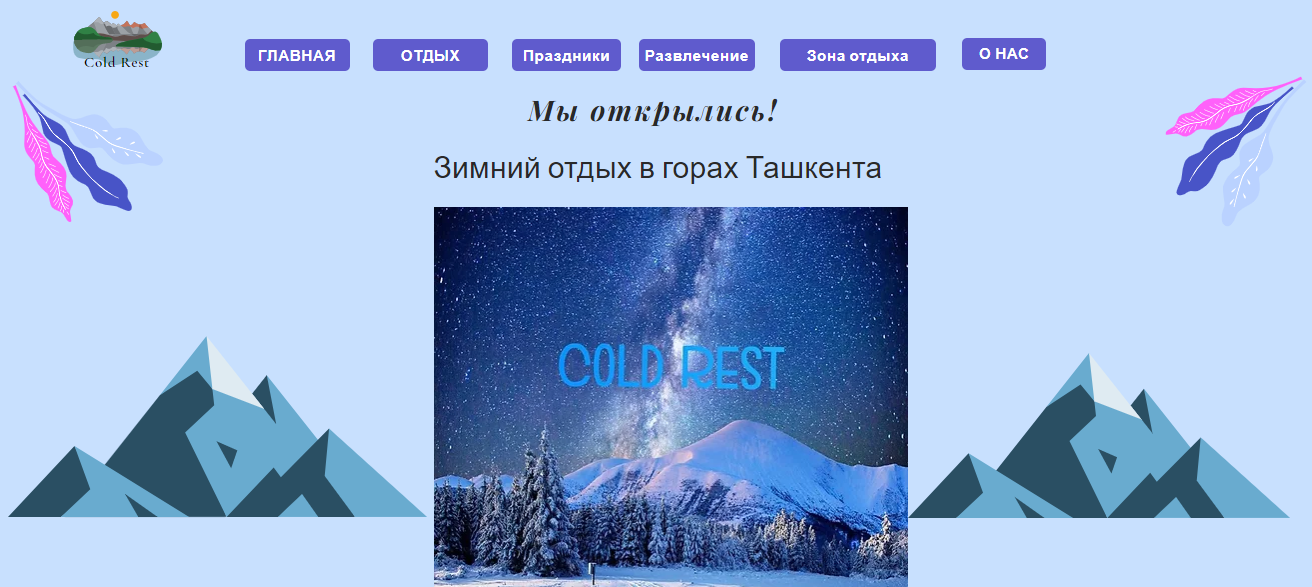 Cold Rest
ГЛАВНАЯ
ОТДЫХ
Праздники
Развлечение
Зона отдыха
О НАС
Мы открылись!
Зимний отдых в горах Ташкента
COLD REST